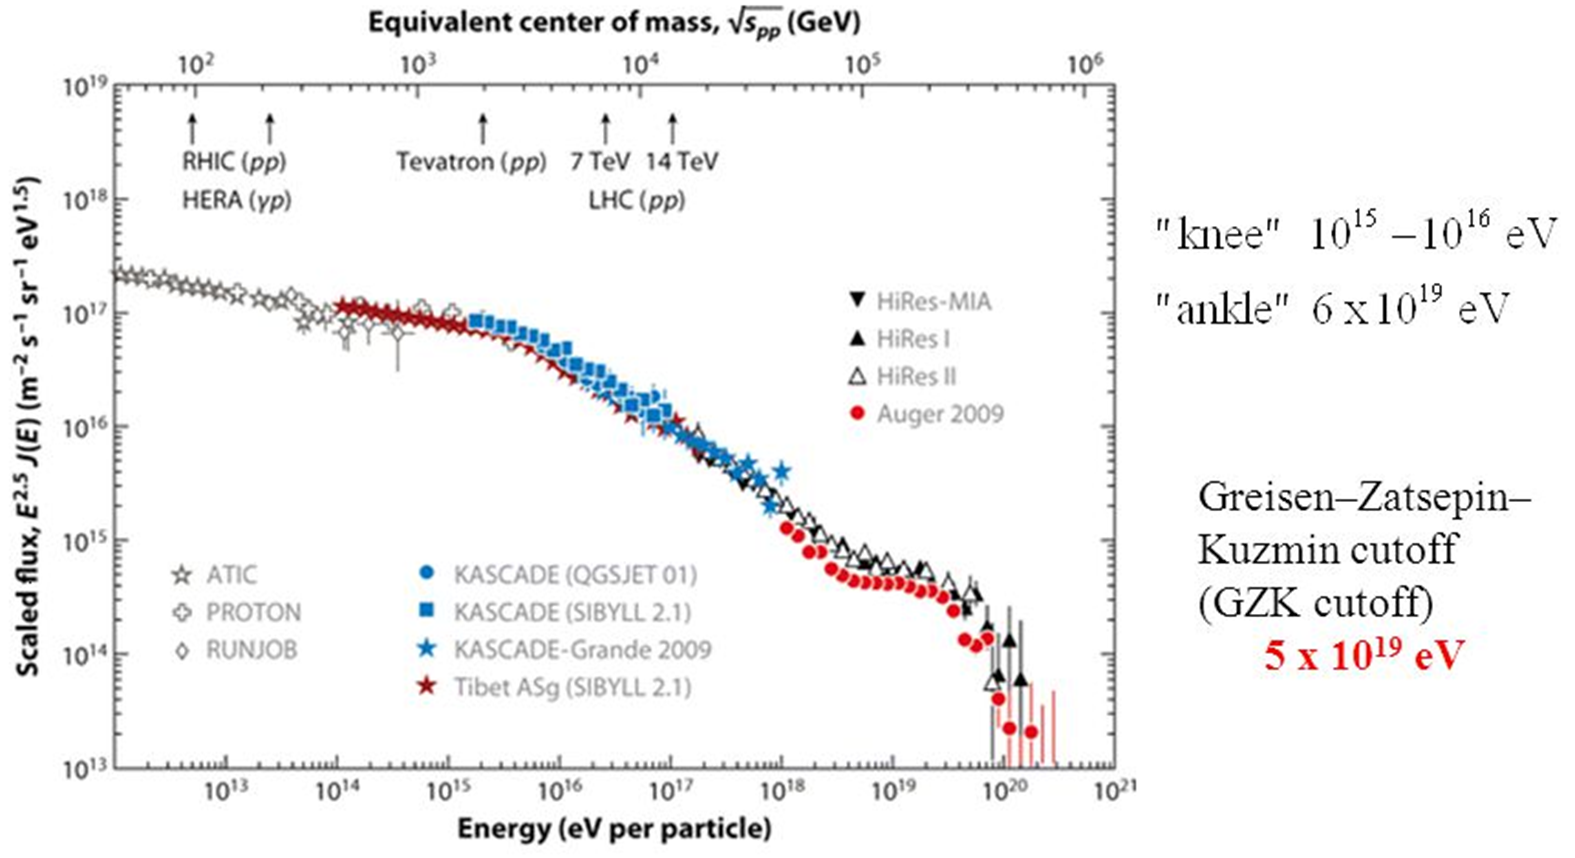 Equivalent center of mass, √s_pp (GeV)
10² 10³ 10⁴ 10⁵ 10⁶
10¹⁹
10¹⁸
10¹⁷
10¹⁶
10¹⁵
10¹⁴
10¹³
Scaled flux, E²·⁵ J(E) (m⁻² s⁻¹ sr⁻¹ eV¹·⁵)
RHIC (pp)
HERA (γp)
Tevatron (pp)
7 TeV 14 TeV
LHC (pp)
HiRes-MIA
HiRes I
HiRes II
Auger 2009
ATIC
PROTON
RUNJOB
KASCADE (QGSJET 01)
KASCADE (SIBYLL 2.1)
KASCADE-Grande 2009
Tibet ASg (SIBYLL 2.1)
10¹³ 10¹⁴ 10¹⁵ 10¹⁶ 10¹⁷ 10¹⁸ 10¹⁹ 10²⁰ 10²¹
Energy (eV per particle)
"knee" 10¹⁵ –10¹⁶ eV
"ankle" 6 x 10¹⁹ eV
Greisen–Zatsepin–
Kuzmin cutoff
(GZK cutoff)
5 x 10¹⁹ eV